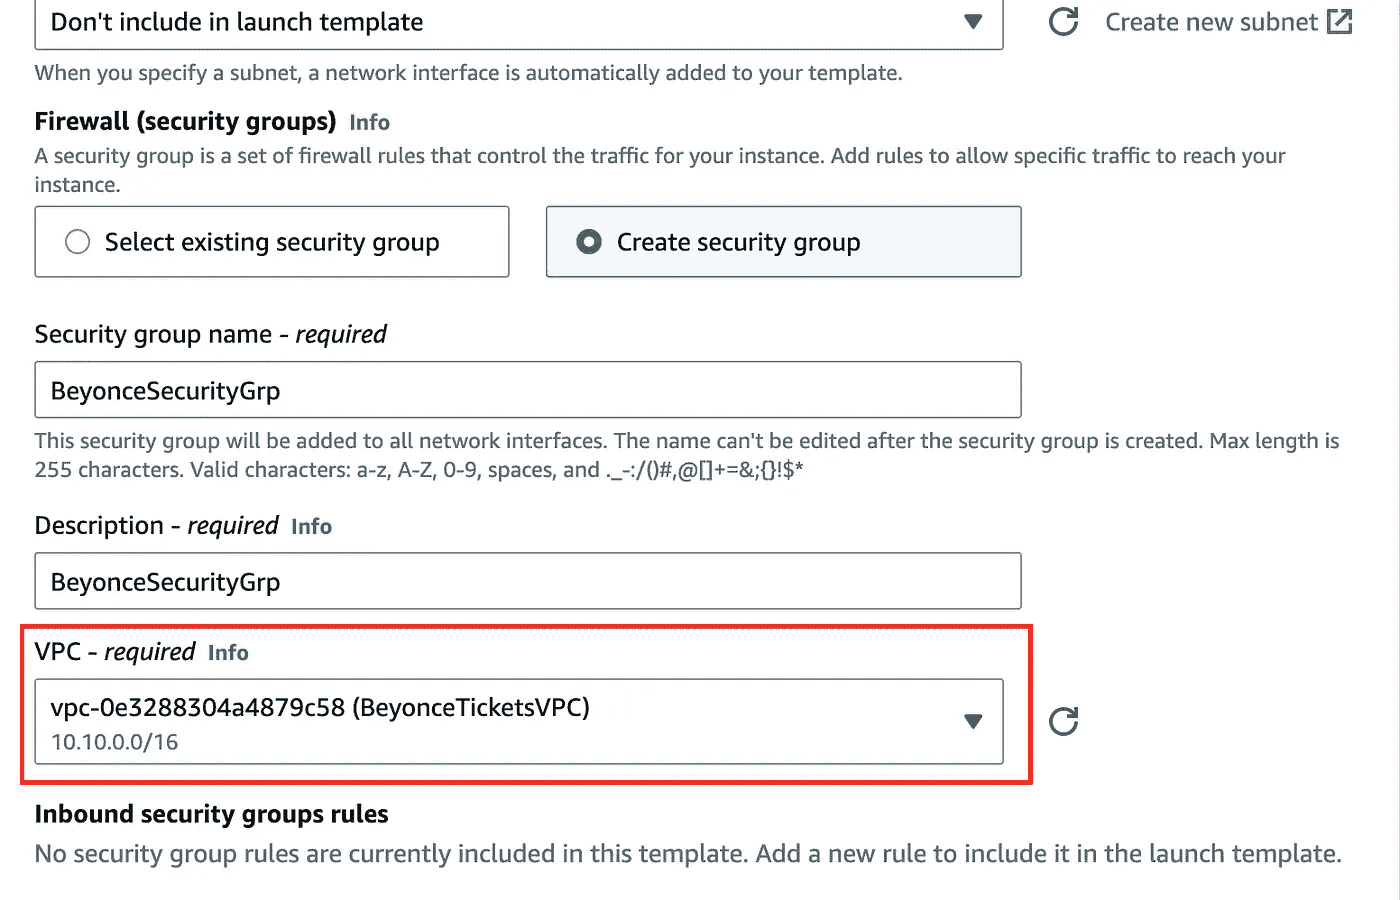 Don't include in launch template
Create new subnet
When you specify a subnet, a network interface is automatically added to your template.
Firewall (security groups) Info
A security group is a set of firewall rules that control the traffic for your instance. Add rules to allow specific traffic to reach your
instance.
Select existing security group
Create security group
Security group name - required
BeyonceSecurityGrp
This security group will be added to all network interfaces. The name can't be edited after the security group is created. Max length is
255 characters. Valid characters: a-z, A-Z, 0-9, spaces, and ._-:/()#,@[]+=&;{}!$*
Description - required Info
BeyonceSecurityGrp
VPC - required Info
vpc-0e3288304a4879c58 (BeyonceTicketsVPC)
10.10.0.0/16
Inbound security groups rules
No security group rules are currently included in this template. Add a new rule to include it in the launch template.